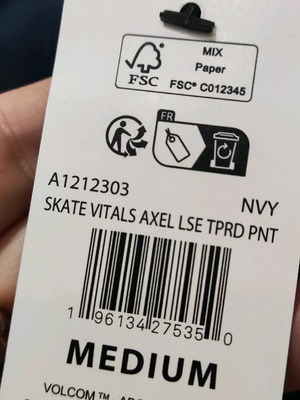 MIX
Paper
FSC
FSC® C012345
FR
A1212303
NVY
SKATE VITALS AXEL LSE TPRD PNT
1 96134 27535 0
MEDIUM
VOLCOM™